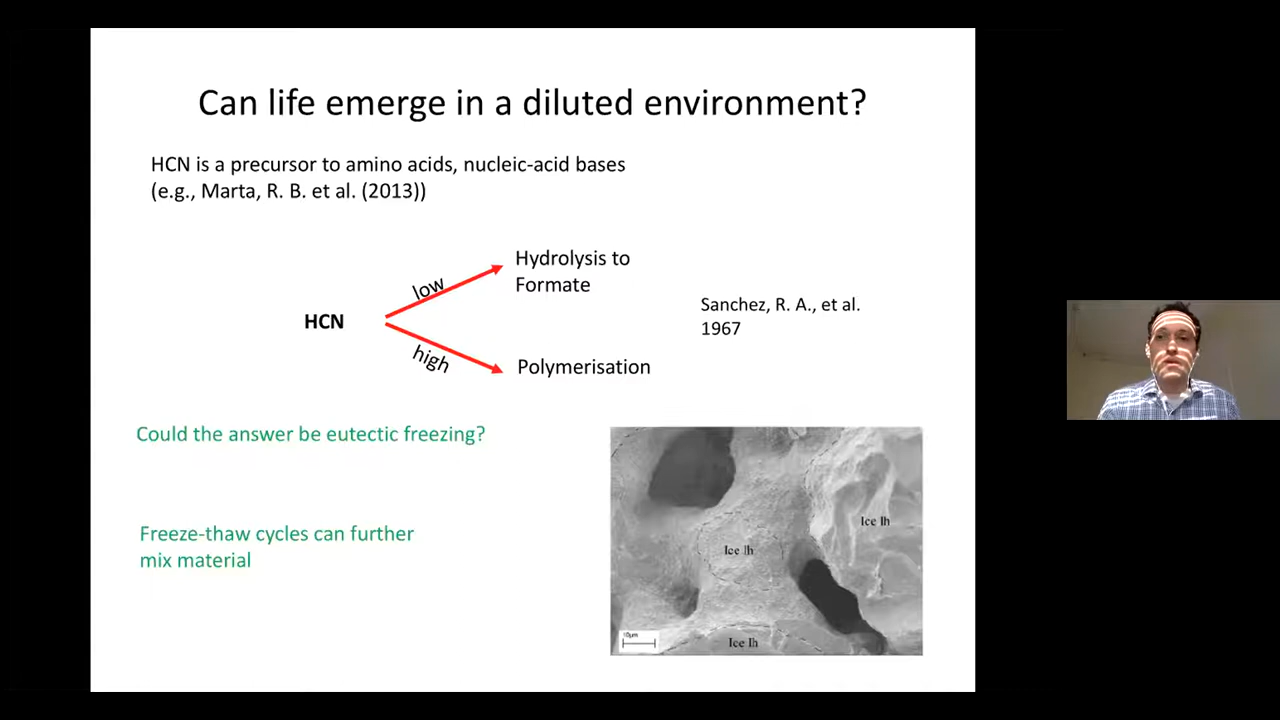 Can life emerge in a diluted environment?
HCN is a precursor to amino acids, nucleic-acid bases
(e.g., Marta, R. B. et al. (2013))
Hydrolysis to
Formate
low
HCN
high
Polymerisation
Sanchez, R. A., et al.
1967
Could the answer be eutectic freezing?
Freeze-thaw cycles can further
mix material
Ice Ih
Ice Ih
Ice Ih
10μm